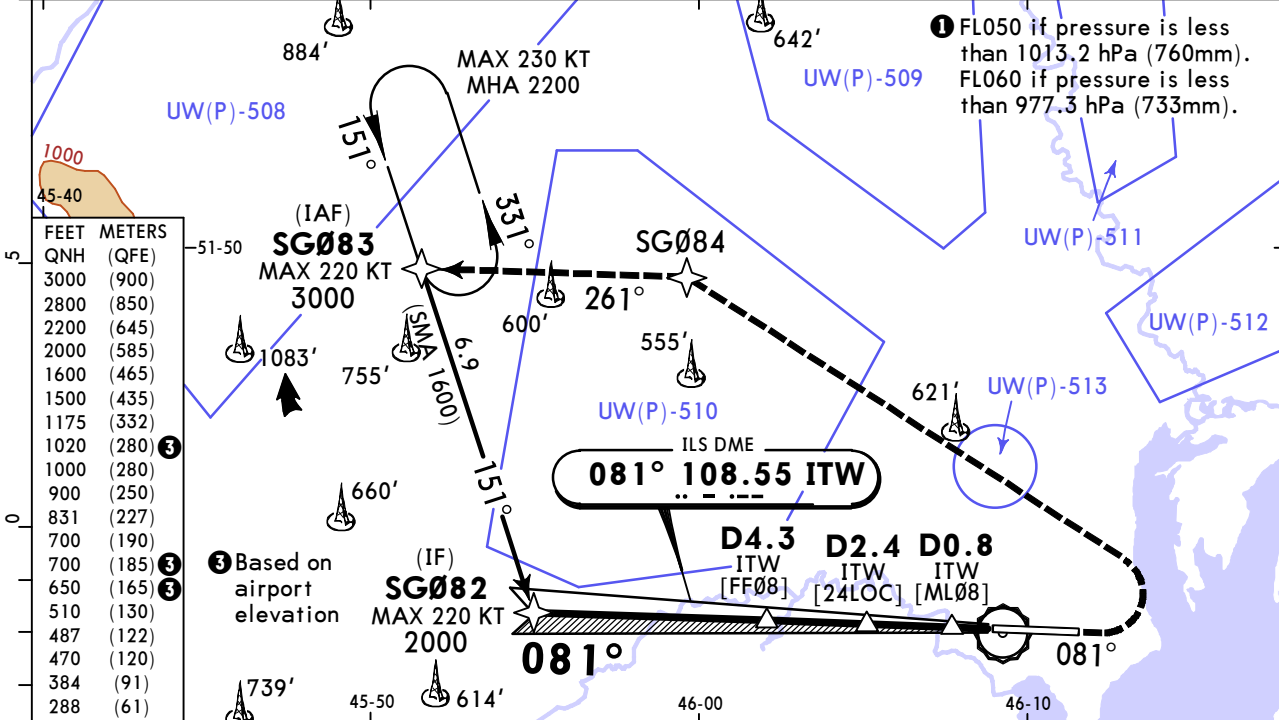 884'
642'
MAX 230 KT
MHA 2200
❶ FL050 if pressure is less
than 1013.2 hPa (760mm).
FL060 if pressure is less
than 977.3 hPa (733mm).
UW(P)-508
UW(P)-509
151°
331°
1000
45-40
(IAF)
SGØ83
MAX 220 KT
3000
SGØ84
UW(P)-511
51-50
5
261°
600'
555'
UW(P)-512
(SMA 1600)
6.9
1083'
755'
621'
UW(P)-513
UW(P)-510
ILS DME
081° 108.55 ITW
·· – ·––
151°
660'
0
❸ Based on
airport
elevation
(IF)
SGØ82
MAX 220 KT
2000
D4.3
ITW
[FFØ8]
D2.4
ITW
[24LOC]
D0.8
ITW
[MLØ8]
081°
081°
739'
614'
45-50
46-00
46-10
FEET METERS
QNH (QFE)
3000 (900)
2800 (850)
2200 (645)
2000 (585)
1600 (465)
1500 (435)
1175 (332)
1020 (280) ❸
1000 (280)
900 (250)
831 (227)
700 (190)
700 (185) ❸
650 (165) ❸
510 (130)
487 (122)
470 (120)
384 (91)
288 (61)